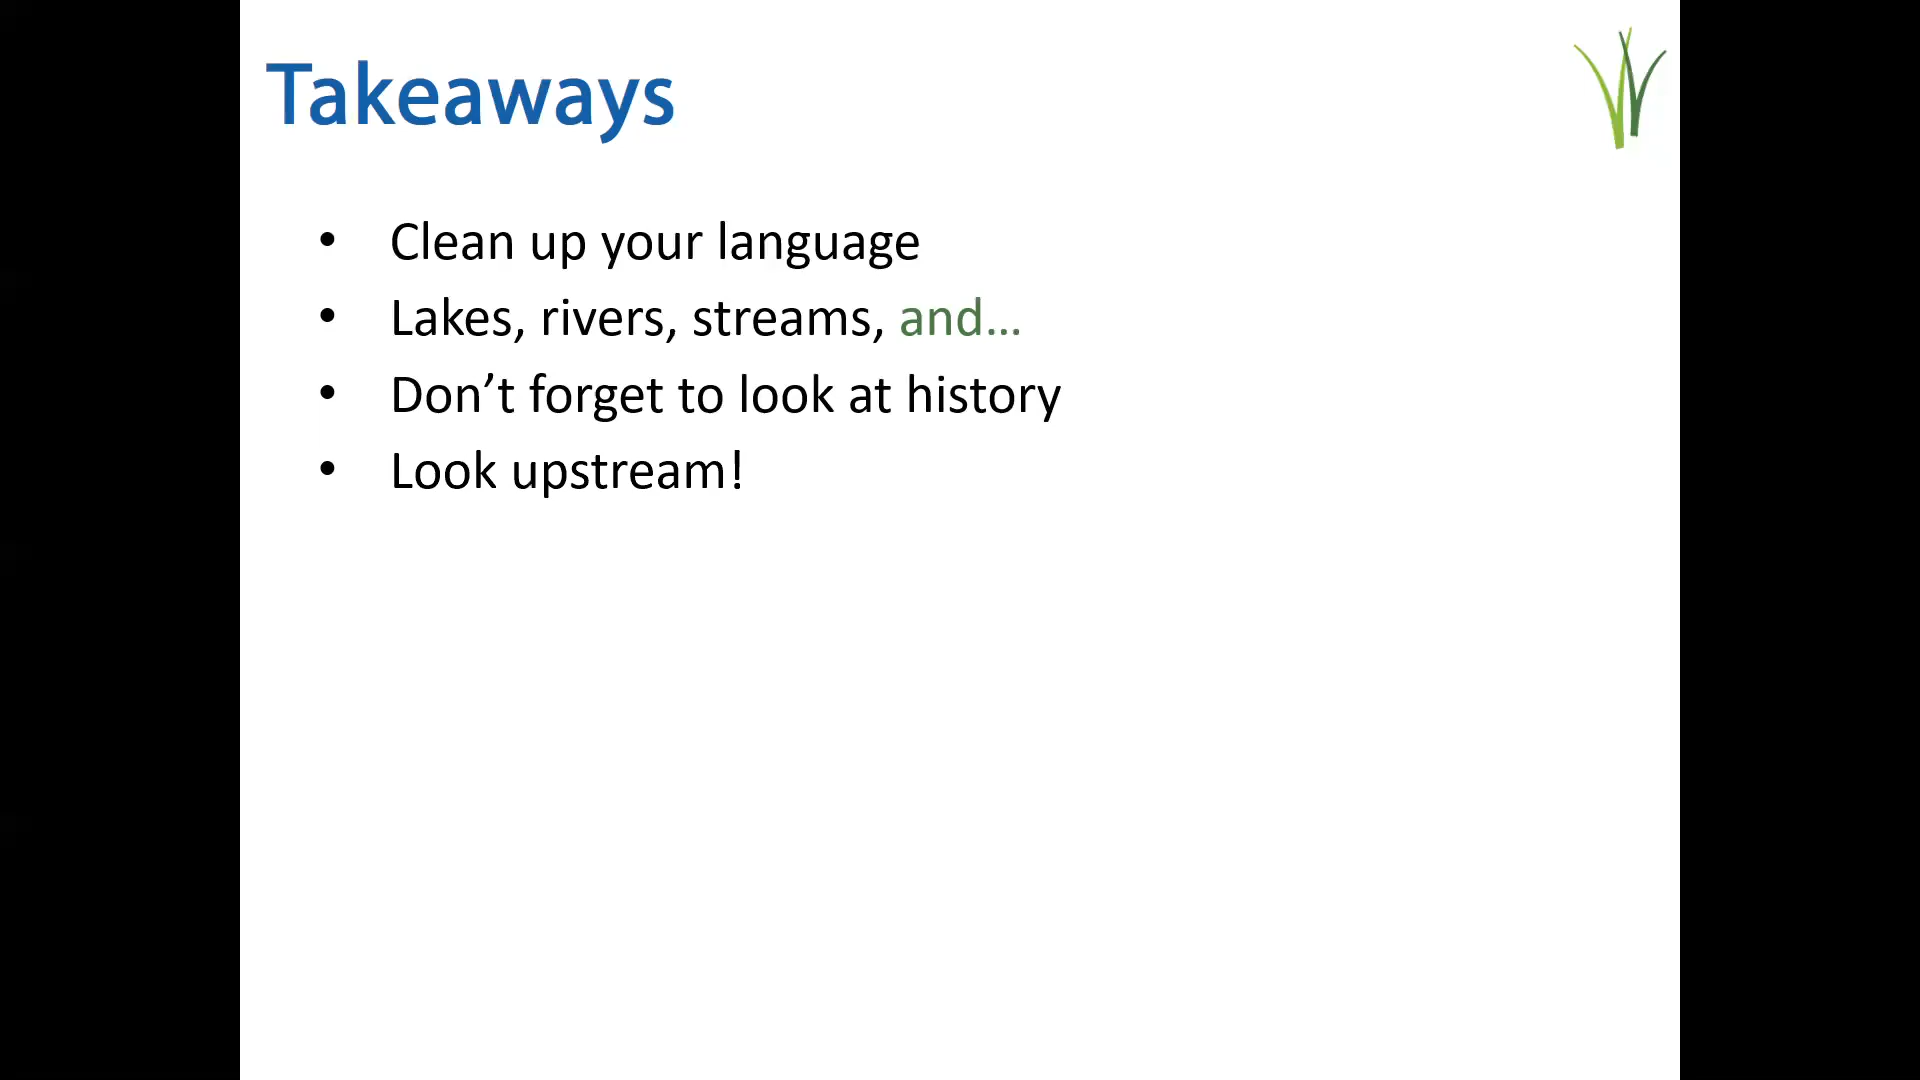 Takeaways
• Clean up your language
• Lakes, rivers, streams, and…
• Don’t forget to look at history
• Look upstream!